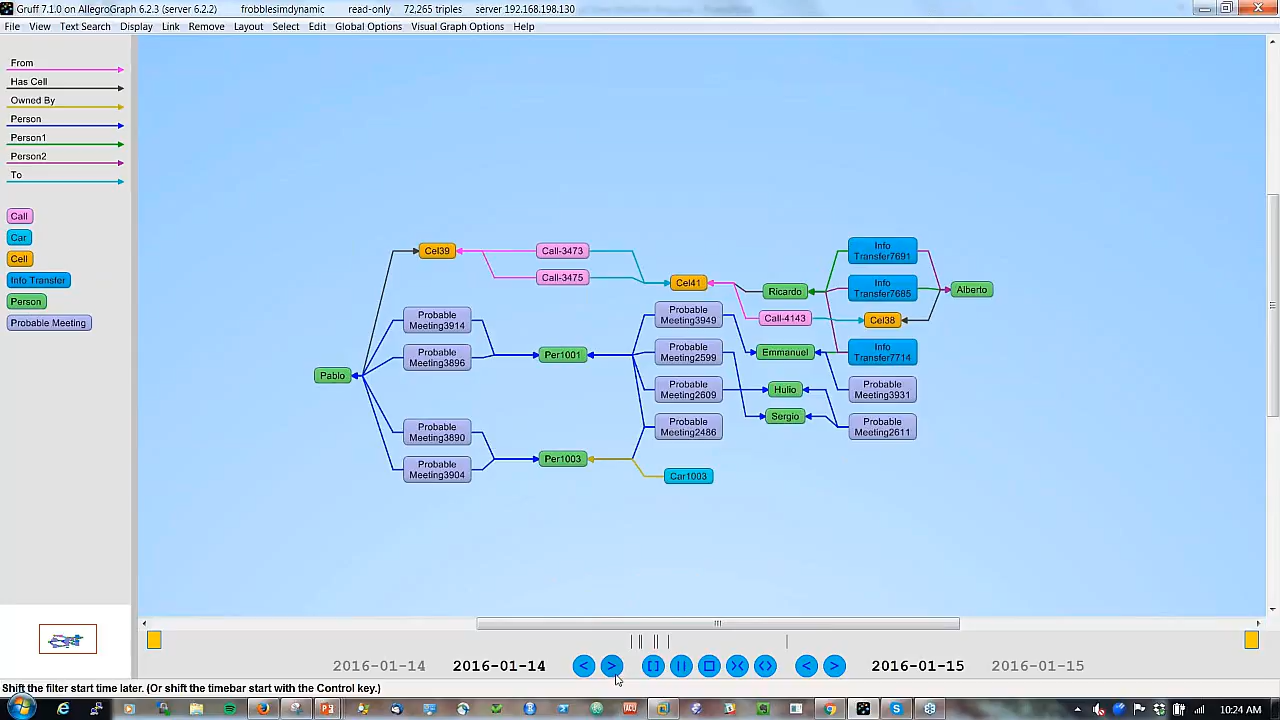 Gruff 7.1.0 on AllegroGraph 6.2.3 (server 6.2.2) frobblesimdynamic read-only 72,265 triples server 192.168.198.130
File View Text Search Display Link Remove Layout Select Edit Global Options Visual Graph Options Help
From
Has Cell
Owned By
Person
Person1
Person2
To
Call
Car
Cell
Info Transfer
Person
Probable Meeting
Pablo
Cel39
Probable
Meeting3914
Probable
Meeting3896
Probable
Meeting3890
Probable
Meeting3904
Call-3473
Call-3475
Per1001
Per1003
Cel41
Probable
Meeting3949
Probable
Meeting2599
Probable
Meeting2609
Probable
Meeting2486
Car1003
Ricardo
Call-4143
Emmanuel
Hulio
Sergio
Info
Transfer7691
Info
Transfer7685
Cel38
Info
Transfer7714
Probable
Meeting3931
Probable
Meeting2611
Alberto
2016-01-14 2016-01-14 < > [] || □ >< <> < > 2016-01-15 2016-01-15
Shift the filter start time later. (Or shift the timebar start with the Control key.)
10:24 AM